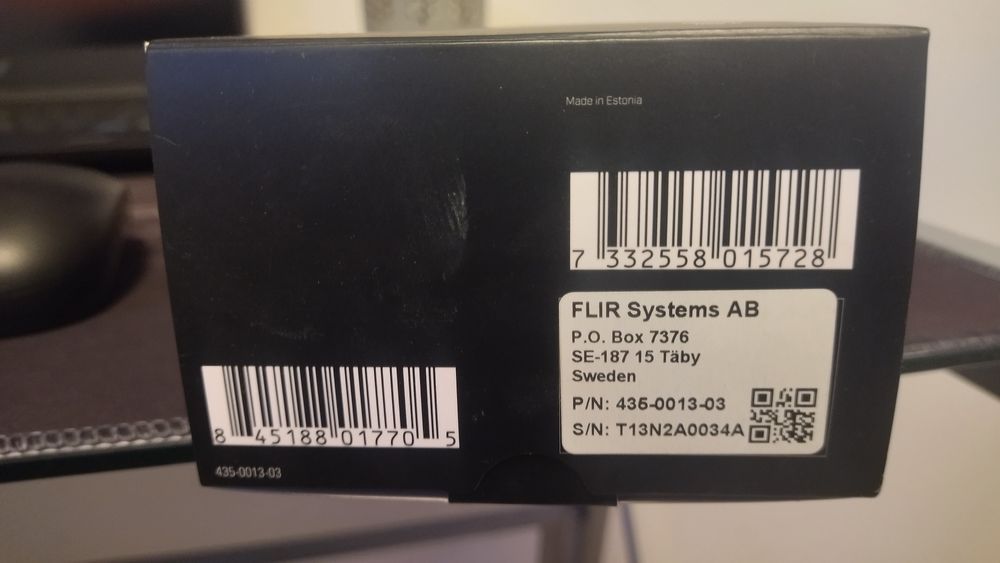 Made in Estonia
7 332558 015728
FLIR Systems AB
P.O. Box 7376
SE-187 15 Täby
Sweden
P/N: 435-0013-03
S/N: T13N2A0034A
8 45188 01770 5
435-0013-03